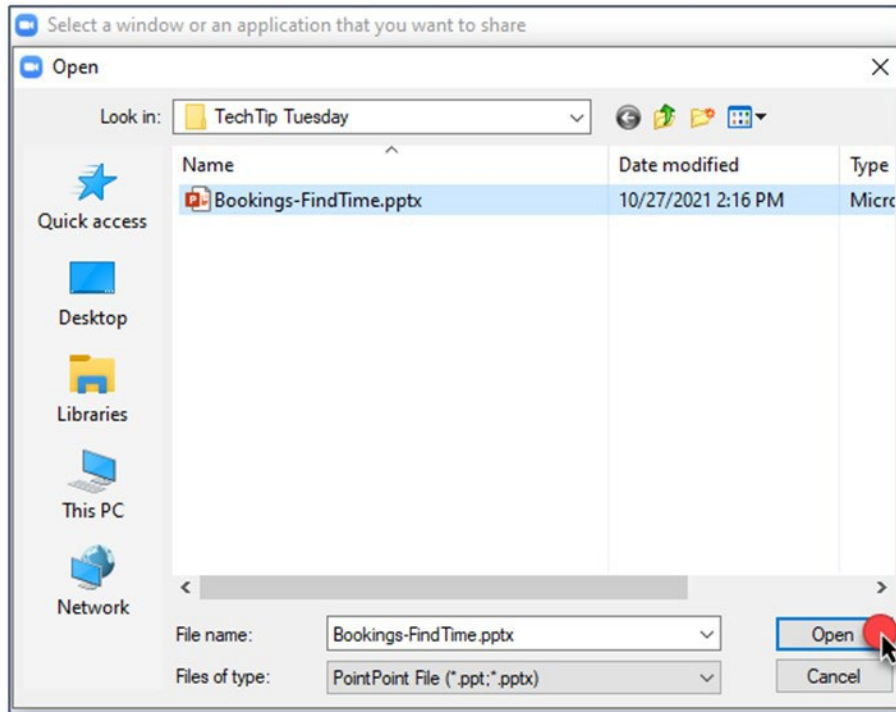 Select a window or an application that you want to share
Open
Look in: TechTip Tuesday
Name Date modified Type
Bookings-FindTime.pptx 10/27/2021 2:16 PM Micro
Quick access
Desktop
Libraries
This PC
Network
File name: Bookings-FindTime.pptx Open
Files of type: PointPoint File (*.ppt;*.pptx) Cancel